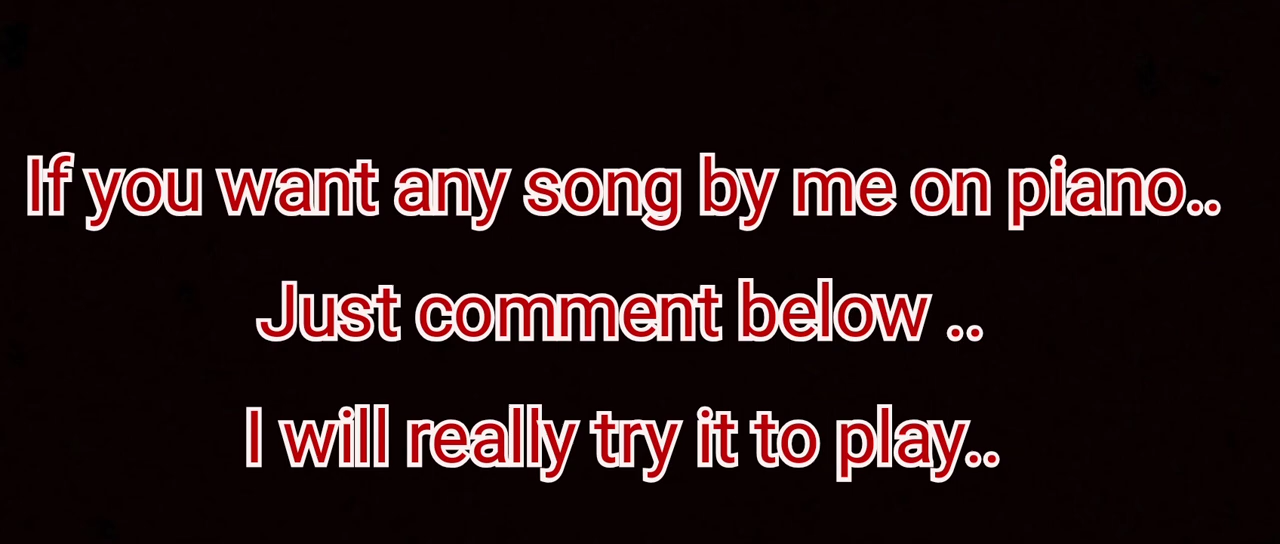 If you want any song by me on piano..
Just comment below ..
I will really try it to play..